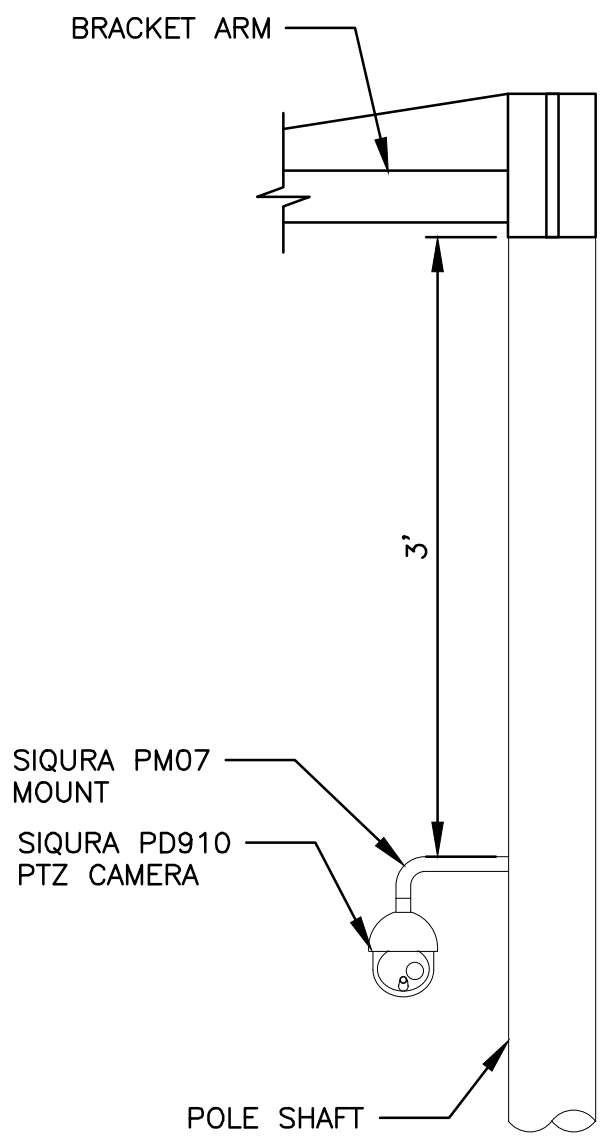 BRACKET ARM
3'
SIQURA PM07
MOUNT
SIQURA PD910
PTZ CAMERA
POLE SHAFT